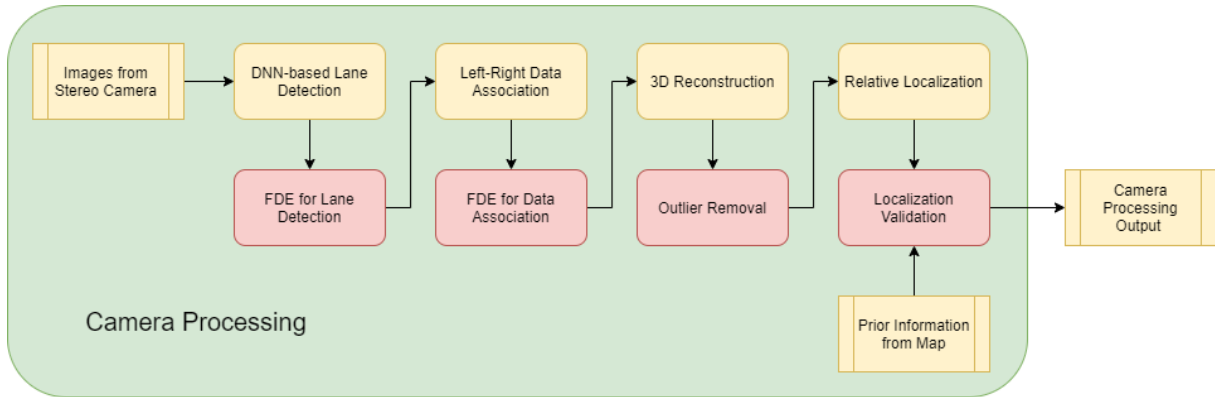 Images from
Stereo Camera
DNN-based Lane
Detection
Left-Right Data
Association
3D Reconstruction
Relative Localization
FDE for Lane
Detection
FDE for Data
Association
Outlier Removal
Localization
Validation
Camera
Processing
Output
Prior Information
from Map
Camera Processing